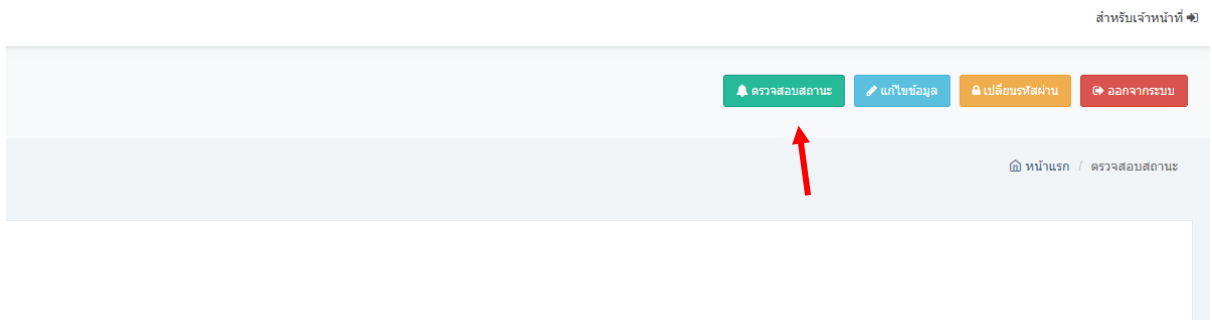 สำหรับเจ้าหน้าที่
ตรวจสอบสถานะ แก้ไขข้อมูล เปลี่ยนรหัสผ่าน ออกจากระบบ
หน้าแรก / ตรวจสอบสถานะ